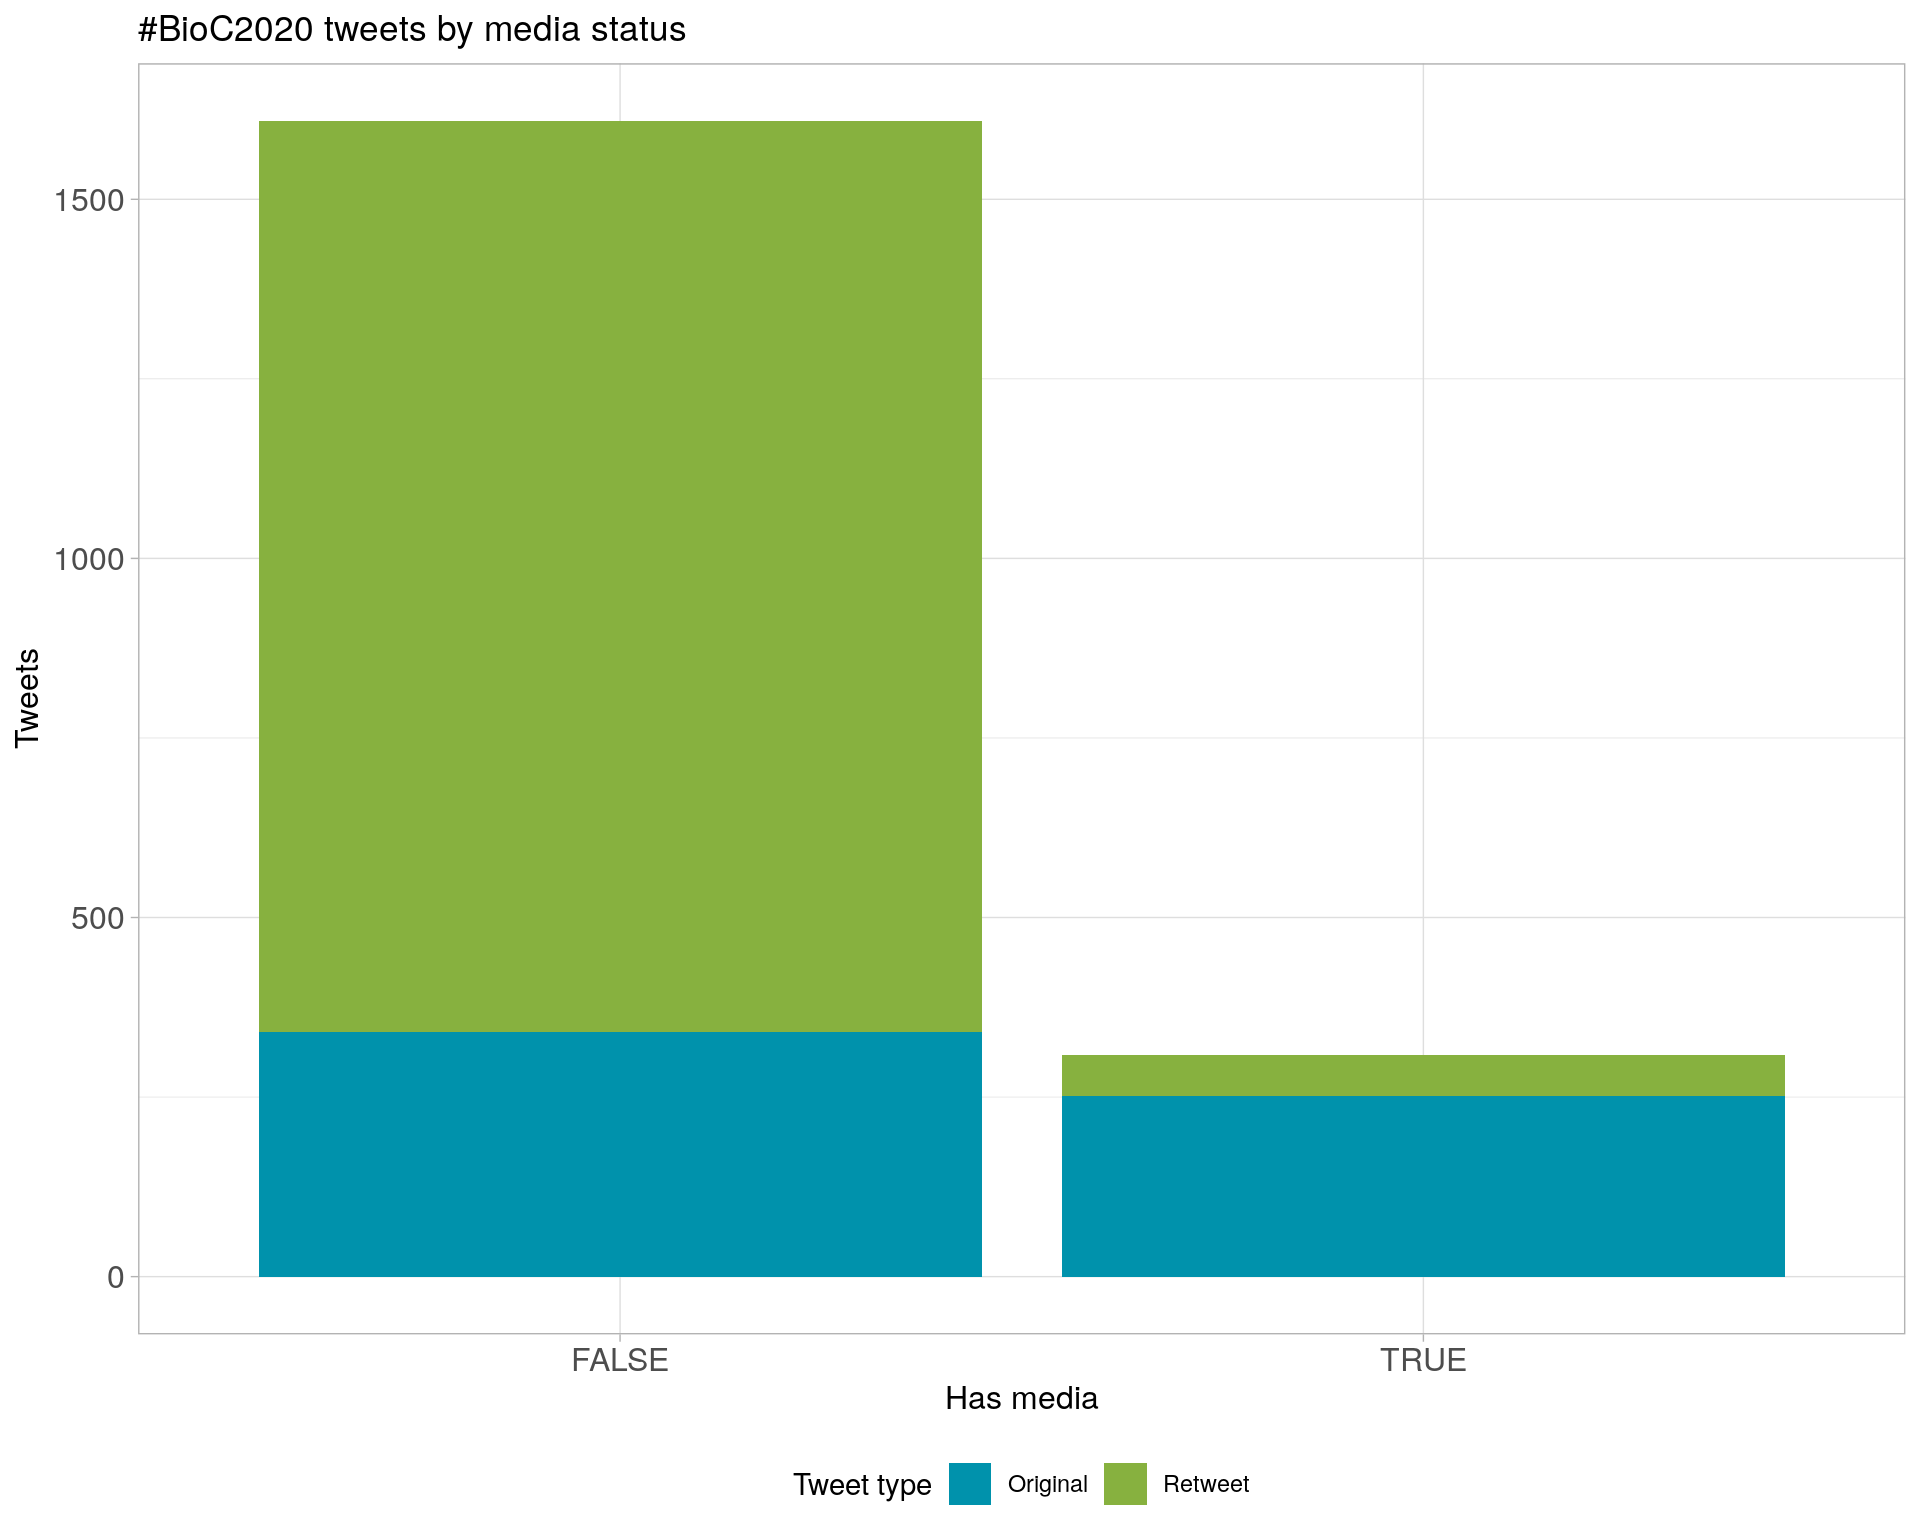 #BioC2020 tweets by media status
1500
1000
500
0
Tweets
FALSE
TRUE
Has media
Tweet type
Original
Retweet